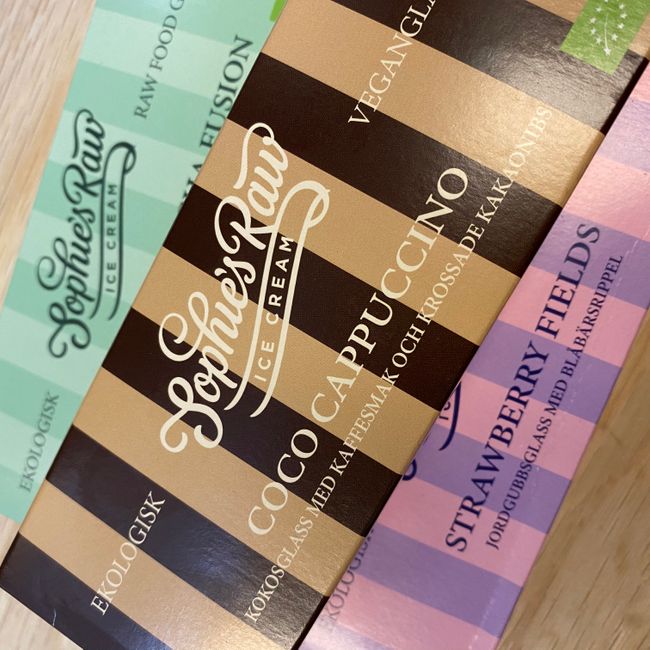 Sophie's Raw
ICE CREAM
RAW FOOD
FUSION
EKOLOGISK
Sophie's Raw
ICE CREAM
COCO CAPPUCCINO
KOKOSGLASS MED KAFFESMAK OCH KROSSADE KAKAONIBS
EKOLOGISK
STRAWBERRY FIELDS
JORDGUBBSGLASS MED BLÅBÄRSRIPPEL